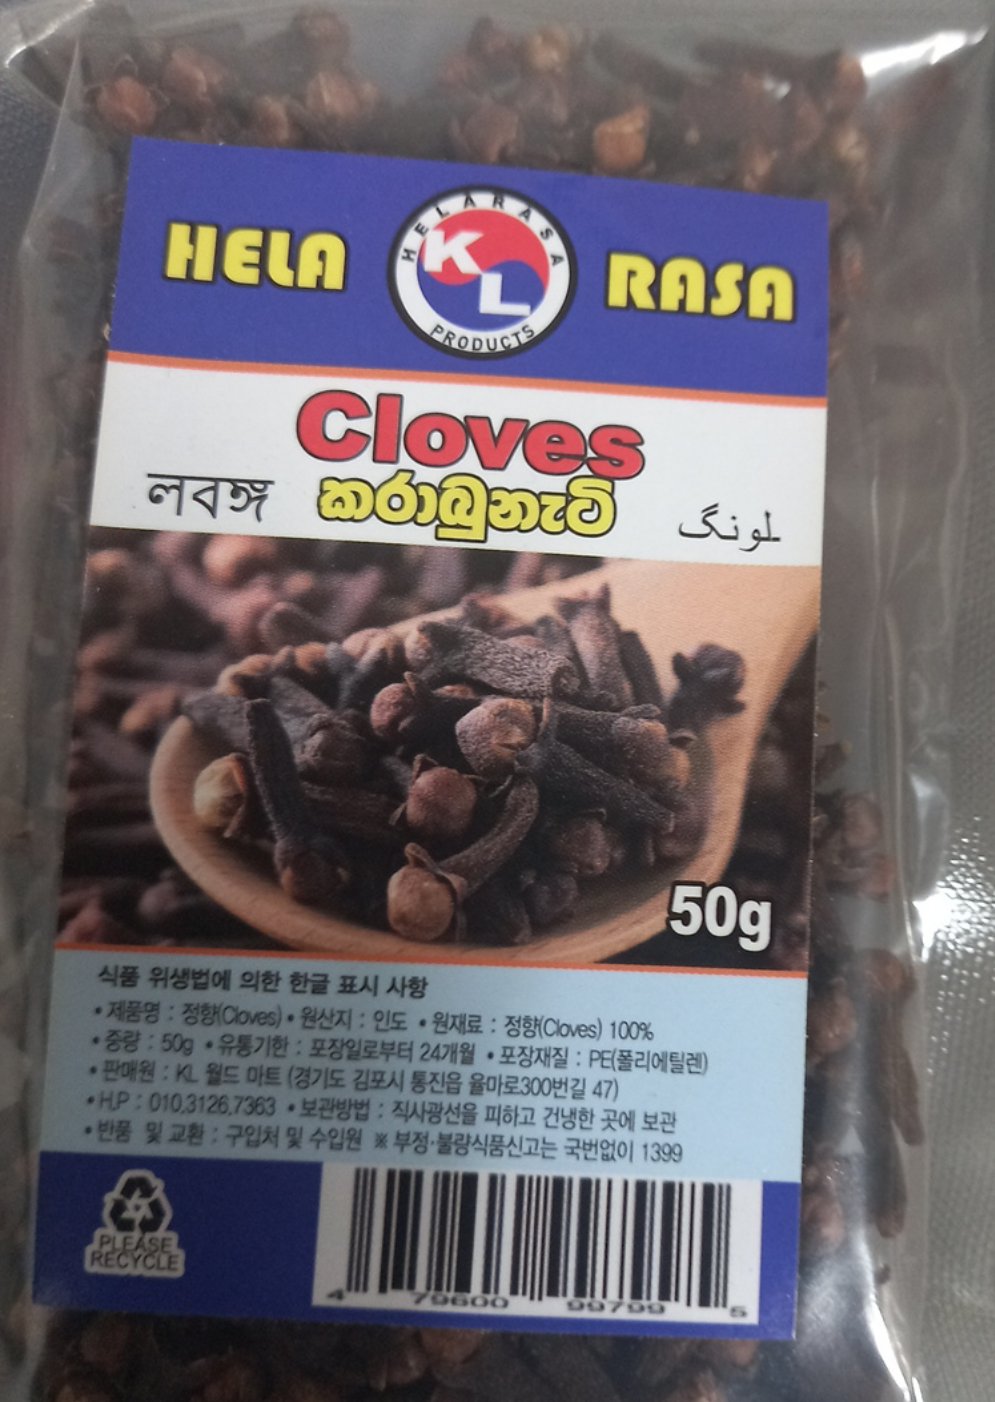 HELA RASA
HELARASA
KL
PRODUCTS
Cloves
লবঙ্গ කරාබුනැටි لونگ
50g
식품 위생법에 의한 한글 표시 사항
• 제품명 : 정향(Cloves) • 원산지 : 인도 • 원재료 : 정향(Cloves) 100%
• 중량 : 50g • 유통기한 : 포장일로부터 24개월 • 포장재질 : PE(폴리에틸렌)
• 판매원 : KL 월드 마트 (경기도 김포시 통진읍 율마로300번길 47)
• H.P : 010.3126.7363 • 보관방법 : 직사광선을 피하고 건냉한 곳에 보관
• 반품 및 교환 : 구입처 및 수입원 ※ 부정·불량식품신고는 국번없이 1399
PLEASE
RECYCLE
4 79600 99799 5